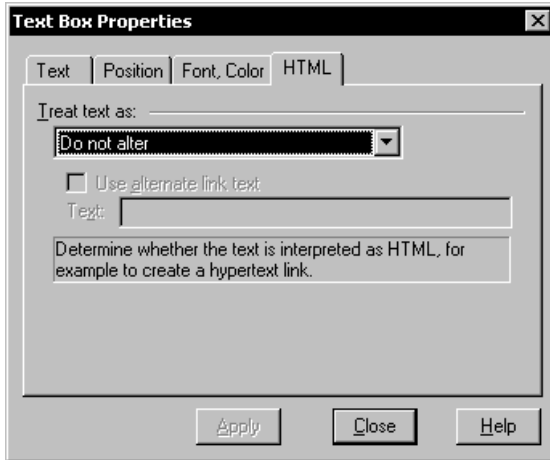 Text Box Properties
Text Position Font, Color HTML
Treat text as:
Do not alter
Use alternate link text
Text:
Determine whether the text is interpreted as HTML, for
example to create a hypertext link.
Apply Close Help